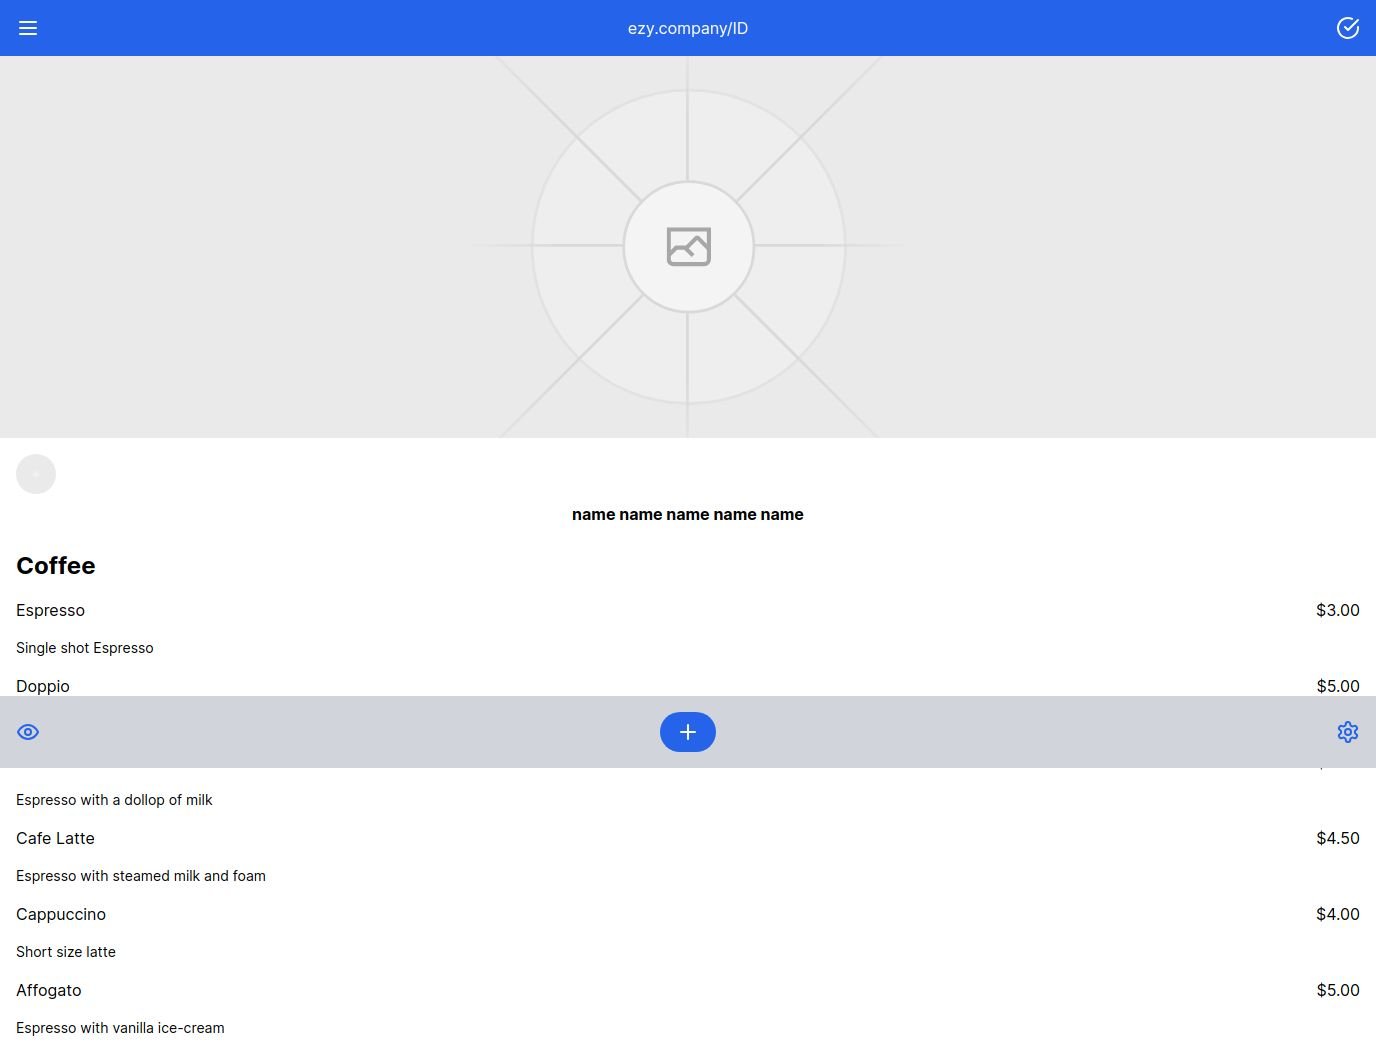 ezy.company/ID
name name name name name
Coffee
Espresso $3.00
Single shot Espresso
Doppio $5.00
Espresso with a dollop of milk
Cafe Latte $4.50
Espresso with steamed milk and foam
Cappuccino $4.00
Short size latte
Affogato $5.00
Espresso with vanilla ice-cream